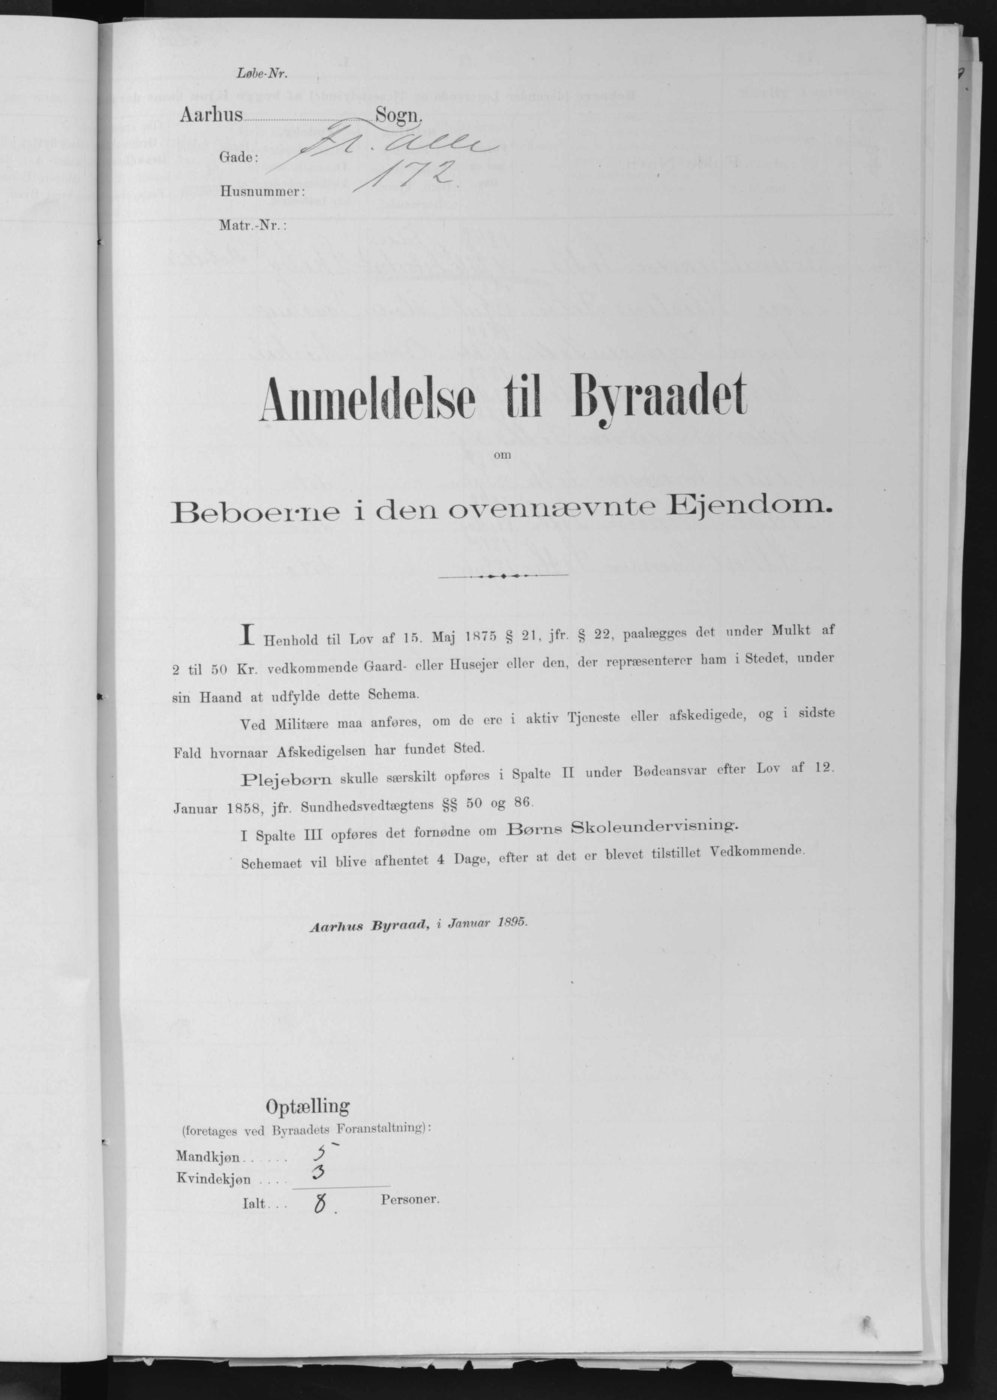 Løbe-Nr.
Aarhus Sogn.
Gade: Fr. Alle
Husnummer: 172
Matr.-Nr.:
Anmeldelse til Byraadet
om
Beboerne i den ovennævnte Ejendom.
I Henhold til Lov af 15. Maj 1875 § 21, jfr. § 22, paalægges det under Mulkt af
2 til 50 Kr. vedkommende Gaard- eller Husejer eller den, der repræsenterer ham i Stedet, under
sin Haand at udfylde dette Schema.
Ved Militære maa anføres, om de ere i aktiv Tjeneste eller afskedigede, og i sidste
Fald hvornaar Afskedigelsen har fundet Sted.
Plejebørn skulle særskilt opføres i Spalte II under Bødeansvar efter Lov af 12.
Januar 1858, jfr. Sundhedsvedtægtens §§ 50 og 86.
I Spalte III opføres det fornødne om Børns Skoleundervisning.
Schemaet vil blive afhentet 4 Dage, efter at det er blevet tilstillet Vedkommende.
Aarhus Byraad, i Januar 1895.
Optælling
(foretages ved Byraadets Foranstaltning):
Mandkjøn...... 5
Kvindekjøn .... 3
Ialt... 8. Personer.